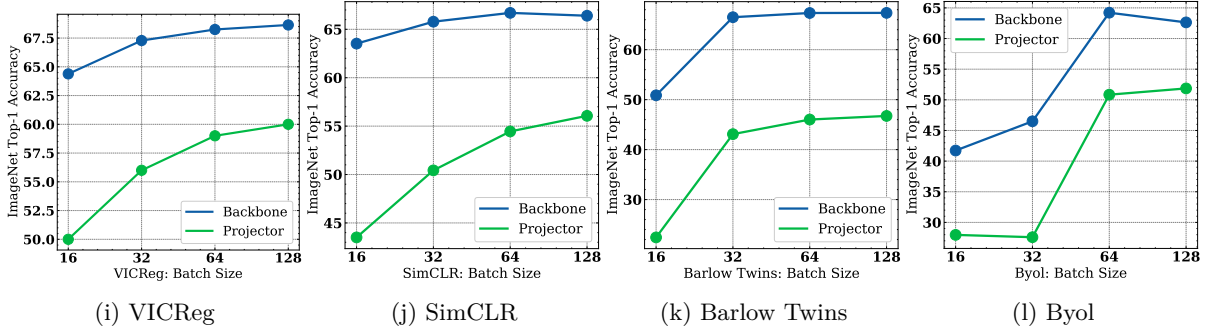 ImageNet Top-1 Accuracy
67.5
65.0
62.5
60.0
57.5
55.0
52.5
50.0
Backbone
Projector
16 32 64 128
VICReg: Batch Size
(i) VICReg
ImageNet Top-1 Accuracy
65
60
55
50
45
Backbone
Projector
16 32 64 128
SimCLR: Batch Size
(j) SimCLR
ImageNet Top-1 Accuracy
60
50
40
30
Backbone
Projector
16 32 64 128
Barlow Twins: Batch Size
(k) Barlow Twins
ImageNet Top-1 Accuracy
65
60
55
50
45
40
35
30
Backbone
Projector
16 32 64 128
Byol: Batch Size
(l) Byol